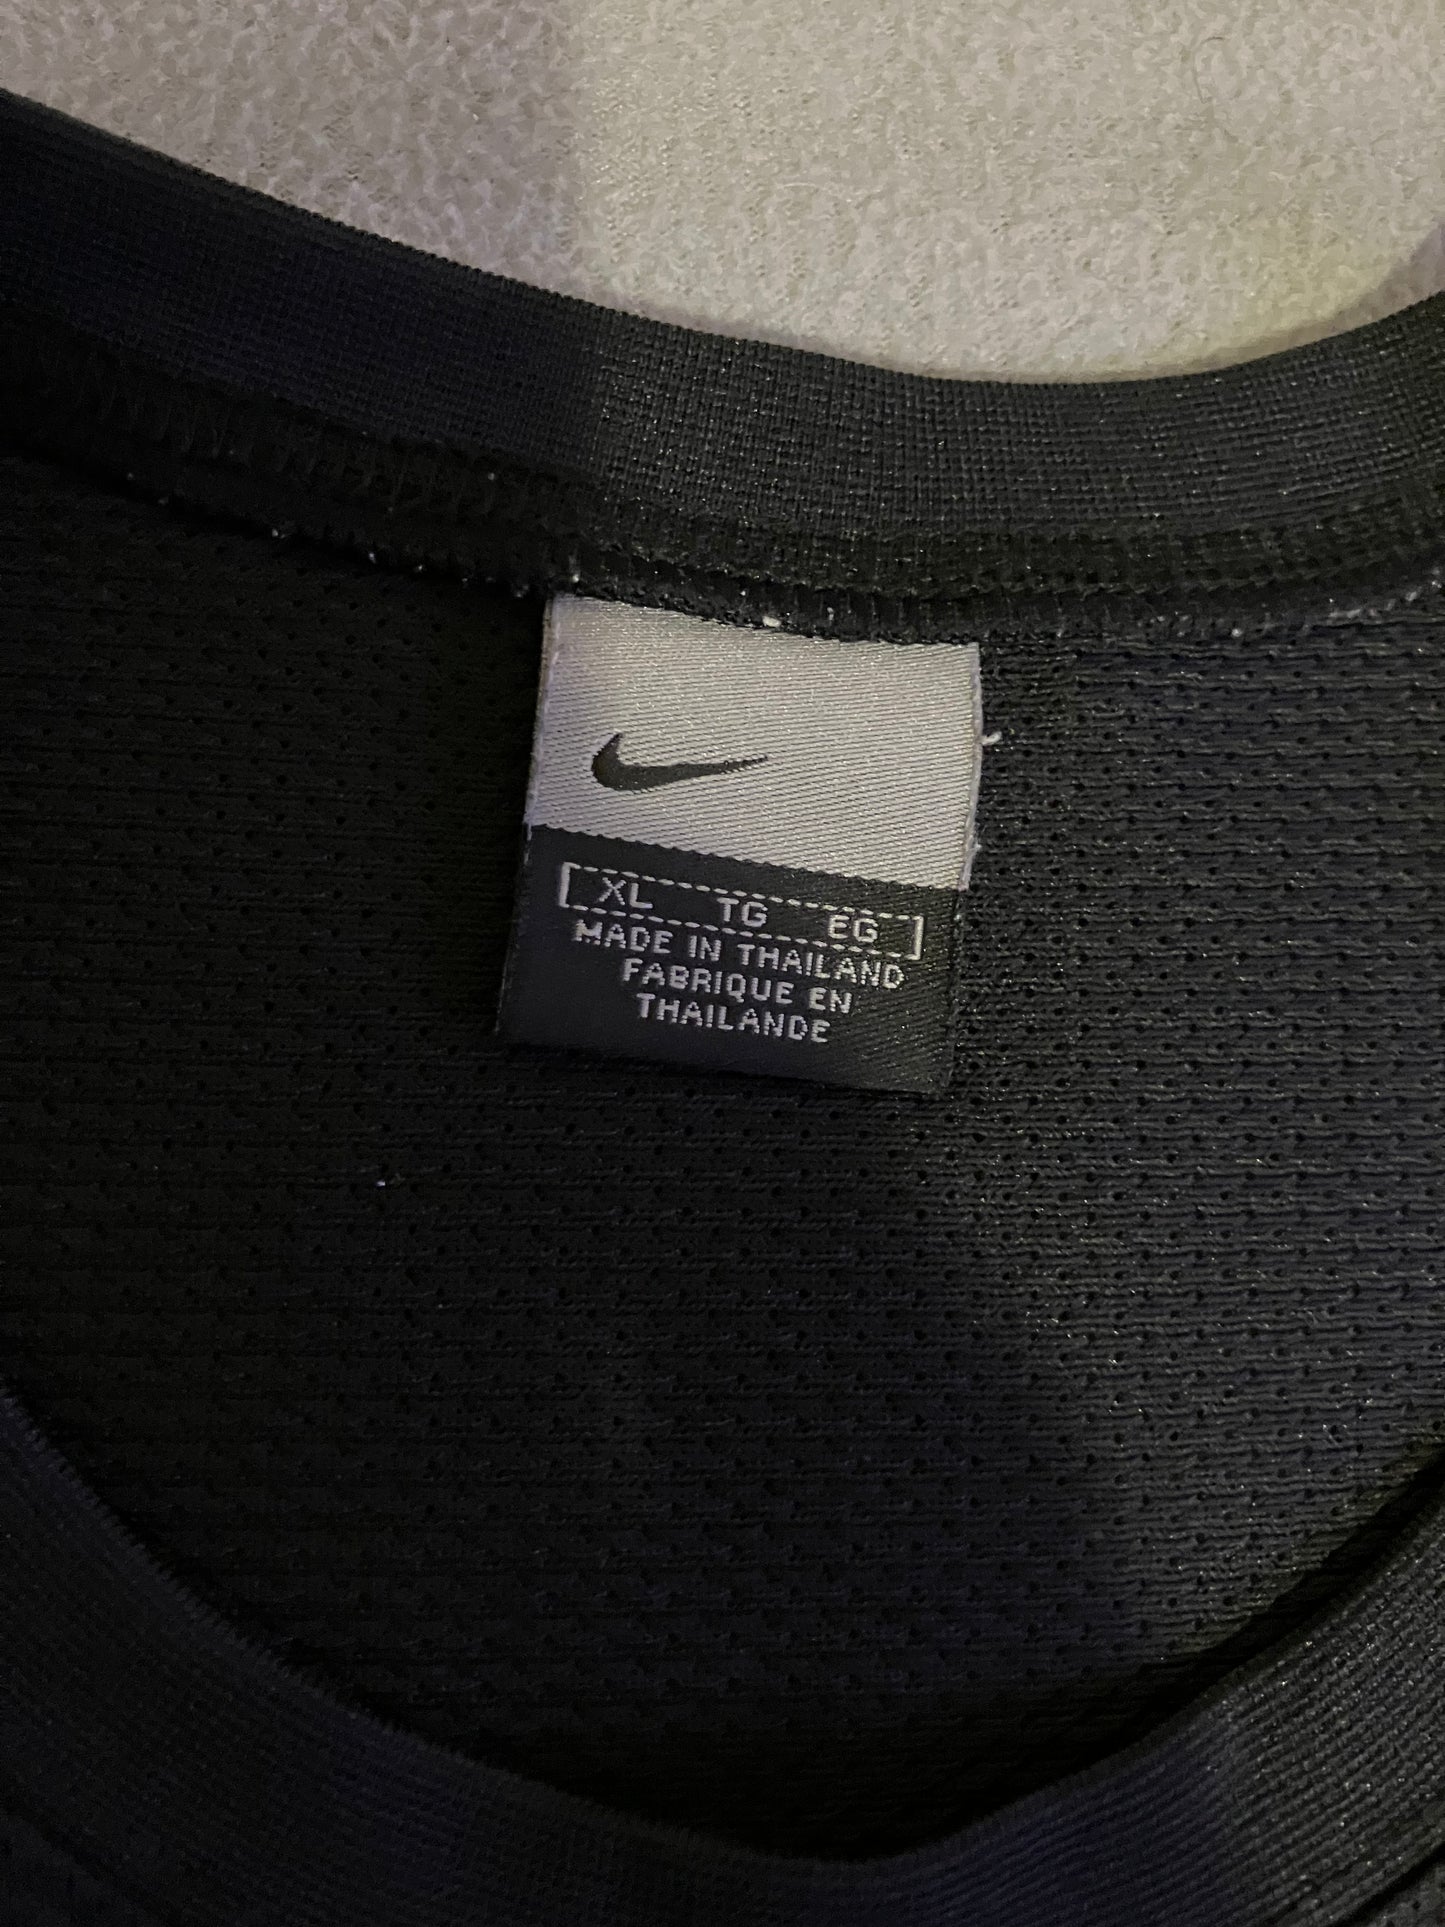 [XL TG EG]
MADE IN THAILAND
FABRIQUE EN
THAILANDE